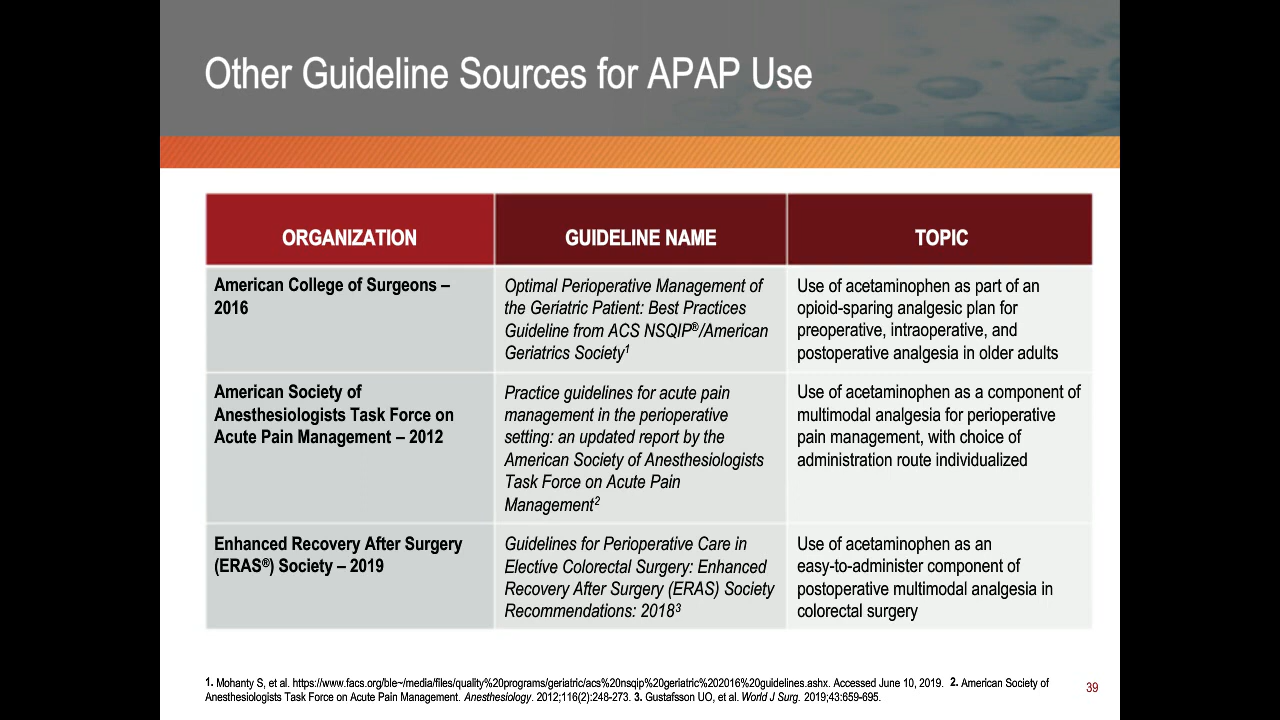 Other Guideline Sources for APAP Use
ORGANIZATION
GUIDELINE NAME
TOPIC
American College of Surgeons –
2016
Optimal Perioperative Management of
the Geriatric Patient: Best Practices
Guideline from ACS NSQIP®/American
Geriatrics Society1
Use of acetaminophen as part of an
opioid-sparing analgesic plan for
preoperative, intraoperative, and
postoperative analgesia in older adults
American Society of
Anesthesiologists Task Force on
Acute Pain Management – 2012
Practice guidelines for acute pain
management in the perioperative
setting: an updated report by the
American Society of Anesthesiologists
Task Force on Acute Pain
Management2
Use of acetaminophen as a component of
multimodal analgesia for perioperative
pain management, with choice of
administration route individualized
Enhanced Recovery After Surgery
(ERAS®) Society – 2019
Guidelines for Perioperative Care in
Elective Colorectal Surgery: Enhanced
Recovery After Surgery (ERAS) Society
Recommendations: 20183
Use of acetaminophen as an
easy-to-administer component of
postoperative multimodal analgesia in
colorectal surgery
1. Mohanty S, et al. https://www.facs.org/ble~/media/files/quality%20programs/geriatric/acs%20nsqip%20geriatric%202016%20guidelines.ashx. Accessed June 10, 2019. 2. American Society of
Anesthesiologists Task Force on Acute Pain Management. Anesthesiology. 2012;116(2):248-273. 3. Gustafsson UO, et al. World J Surg. 2019;43:659-695.
39